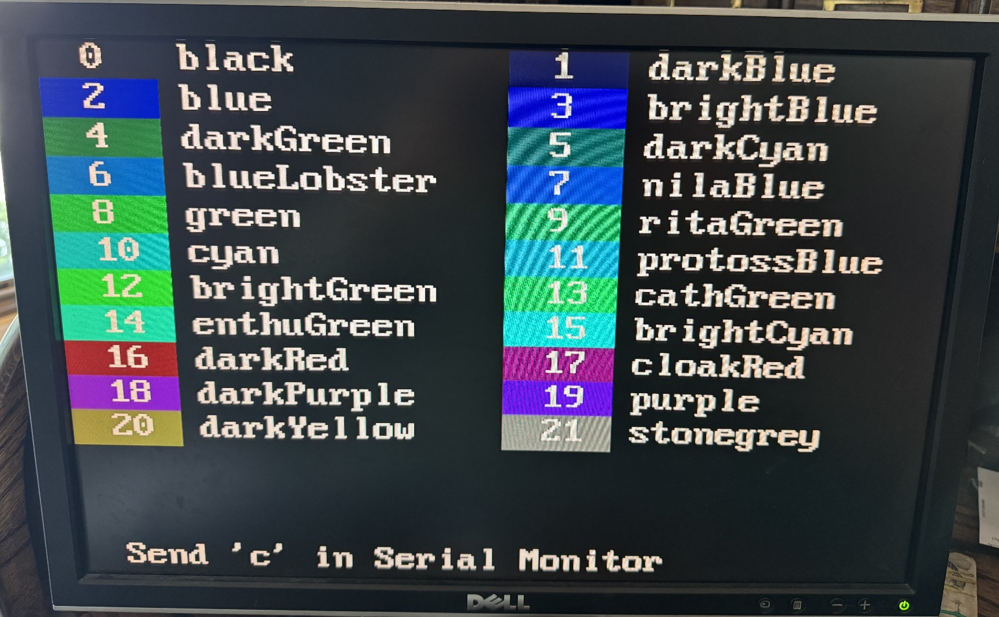 0 black 1 darkBlue
2 blue 3 brightBlue
4 darkGreen 5 darkCyan
6 blueLobster 7 nilaBlue
8 green 9 ritaGreen
10 cyan 11 protossBlue
12 brightGreen 13 cathGreen
14 enthuGreen 15 brightCyan
16 darkRed 17 cloakRed
18 darkPurple 19 purple
20 darkYellow 21 stonegrey
Send 'c' in Serial Monitor
DELL